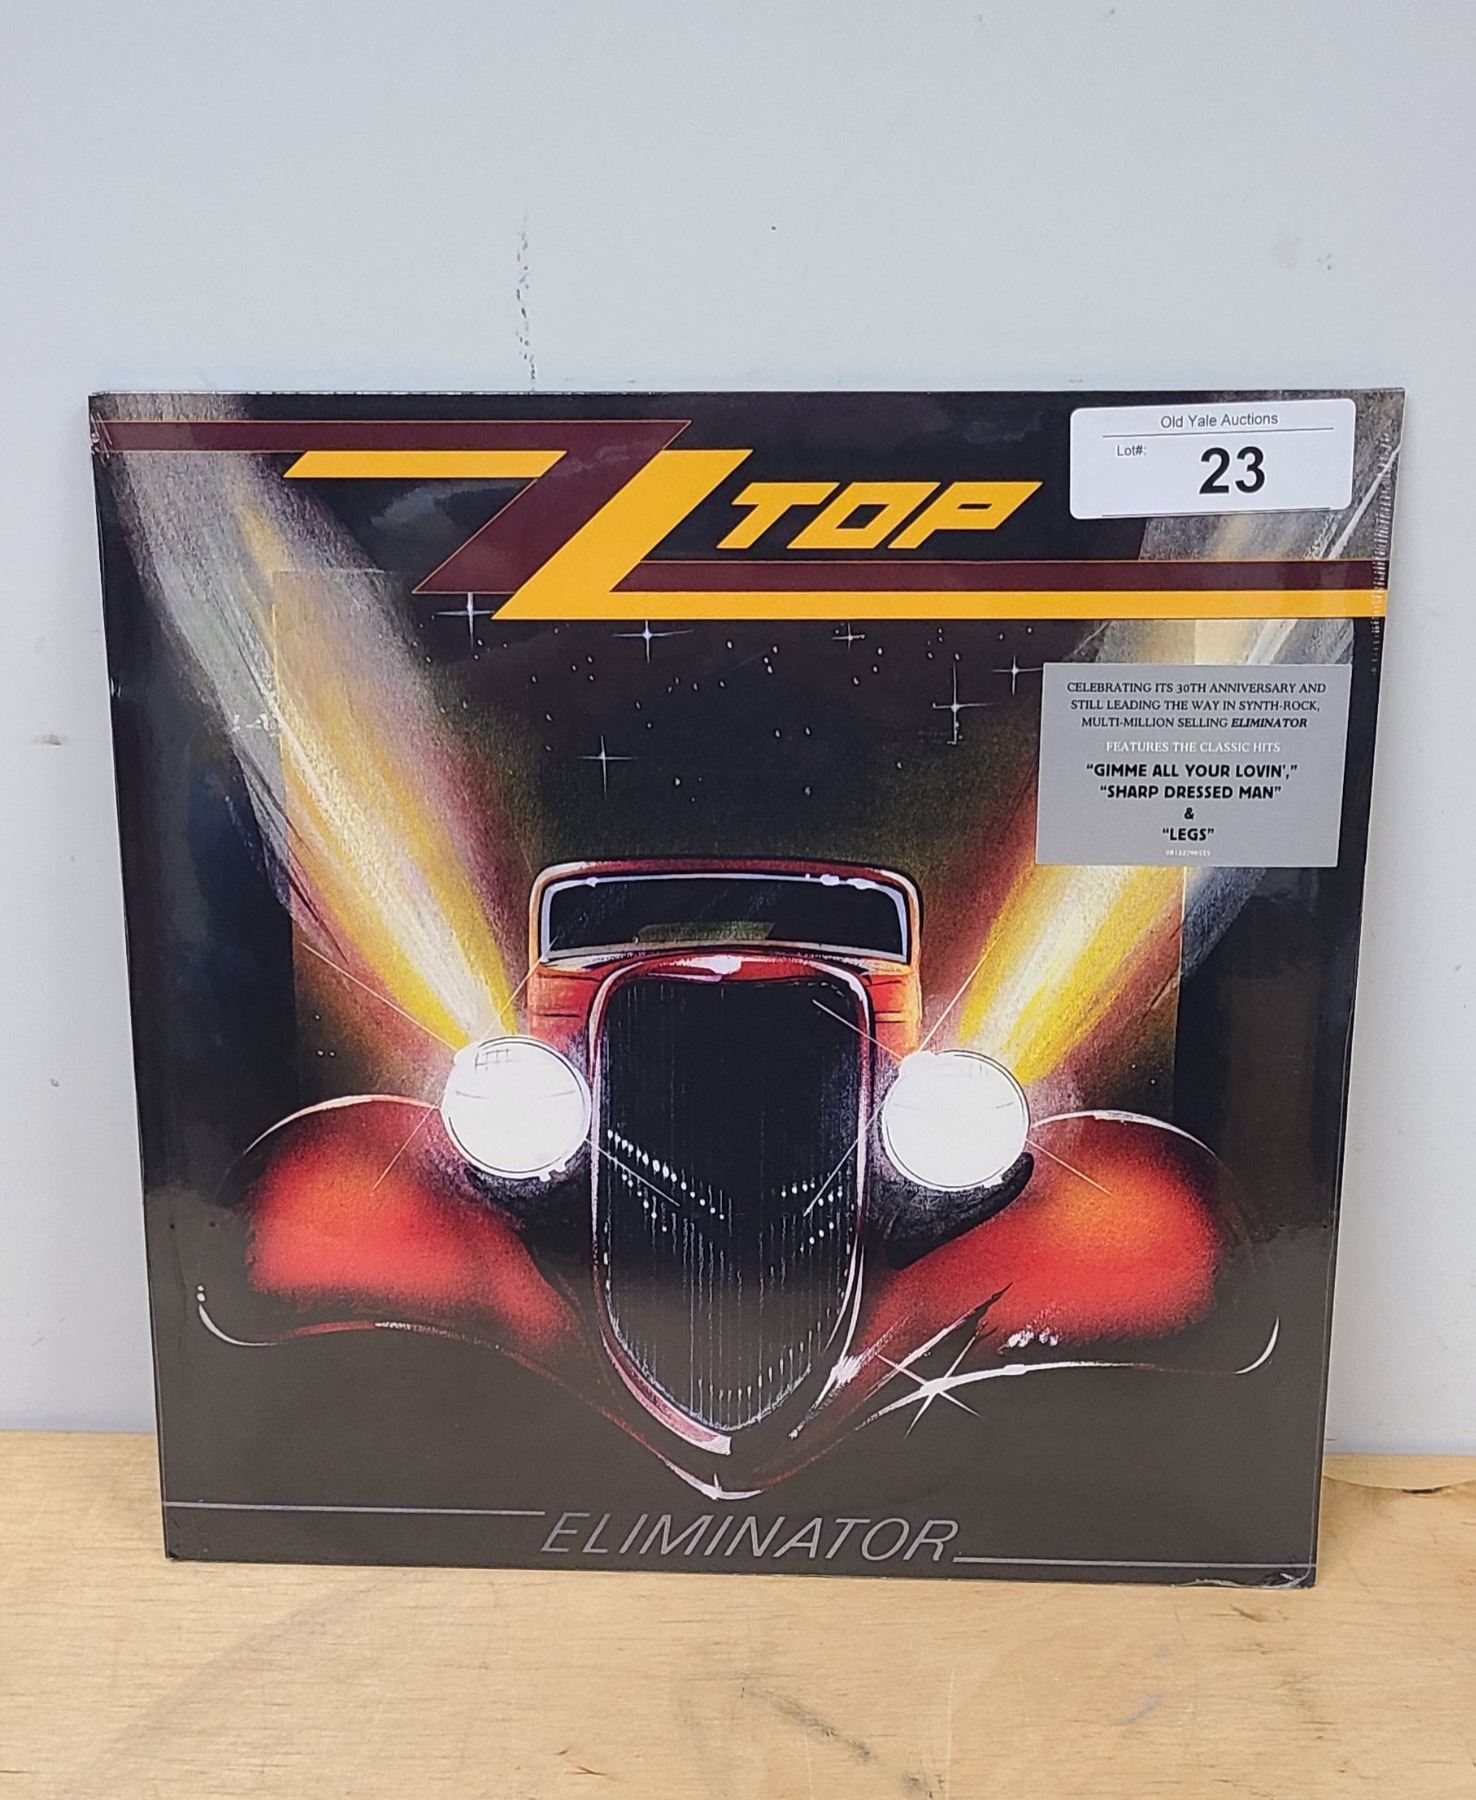 Old Yale Auctions
Lot#:
23
ZZ TOP
CELEBRATING ITS 30TH ANNIVERSARY AND
STILL LEADING THE WAY IN SYNTH-ROCK,
MULTI-MILLION SELLING ELIMINATOR
FEATURES THE CLASSIC HITS
“GIMME ALL YOUR LOVIN’,”
“SHARP DRESSED MAN”
&
“LEGS”
ELIMINATOR